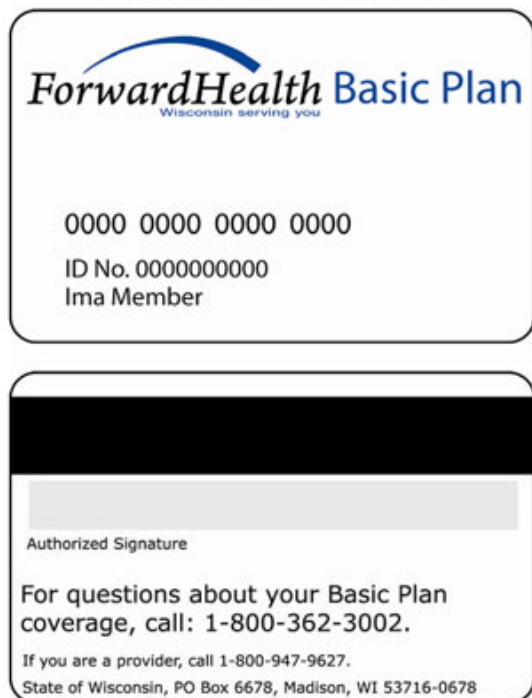 ForwardHealth Basic Plan
Wisconsin serving you
0000 0000 0000 0000
ID No. 0000000000
Ima Member
Authorized Signature
For questions about your Basic Plan
coverage, call: 1-800-362-3002.
If you are a provider, call 1-800-947-9627.
State of Wisconsin, PO Box 6678, Madison, WI 53716-0678